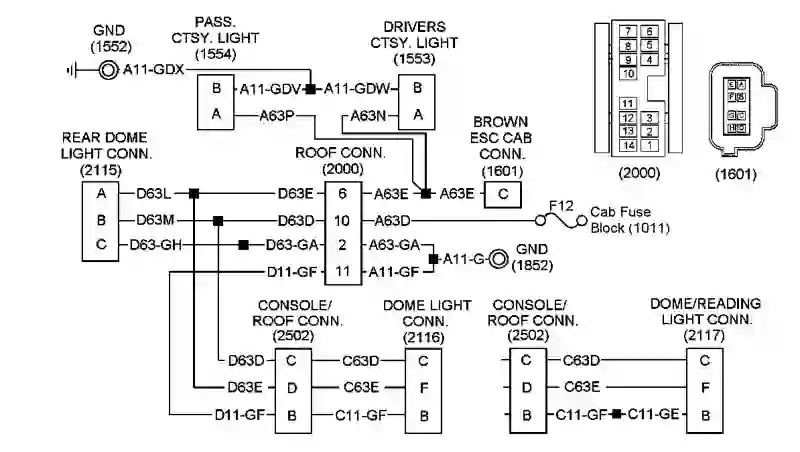 GND
(1552)
PASS.
CTSY. LIGHT
(1554)
DRIVERS
CTSY. LIGHT
(1553)
A11-GDX
B A11-GDV A11-GDW B
A A63P A63N A
7 6
8 5
9 4
10
11
12 3
13 2
14 1
(2000)
E A
F B
G C
H D
(1601)
REAR DOME
LIGHT CONN.
(2115)
ROOF CONN.
(2000)
BROWN
ESC CAB
CONN.
(1601)
A D63L D63E 6 A63E A63E C
B D63M D63D 10 A63D F12 Cab Fuse
Block (1011)
C D63-GH D63-GA 2 A63-GA
A11-G GND
(1852)
D11-GF 11 A11-GF
CONSOLE/
ROOF CONN.
(2502)
DOME LIGHT
CONN.
(2116)
CONSOLE/
ROOF CONN.
(2502)
DOME/READING
LIGHT CONN.
(2117)
D63D C C63D C C C63D C
D63E D C63E F D C63E F
D11-GF B C11-GF B B C11-GF C11-GE B